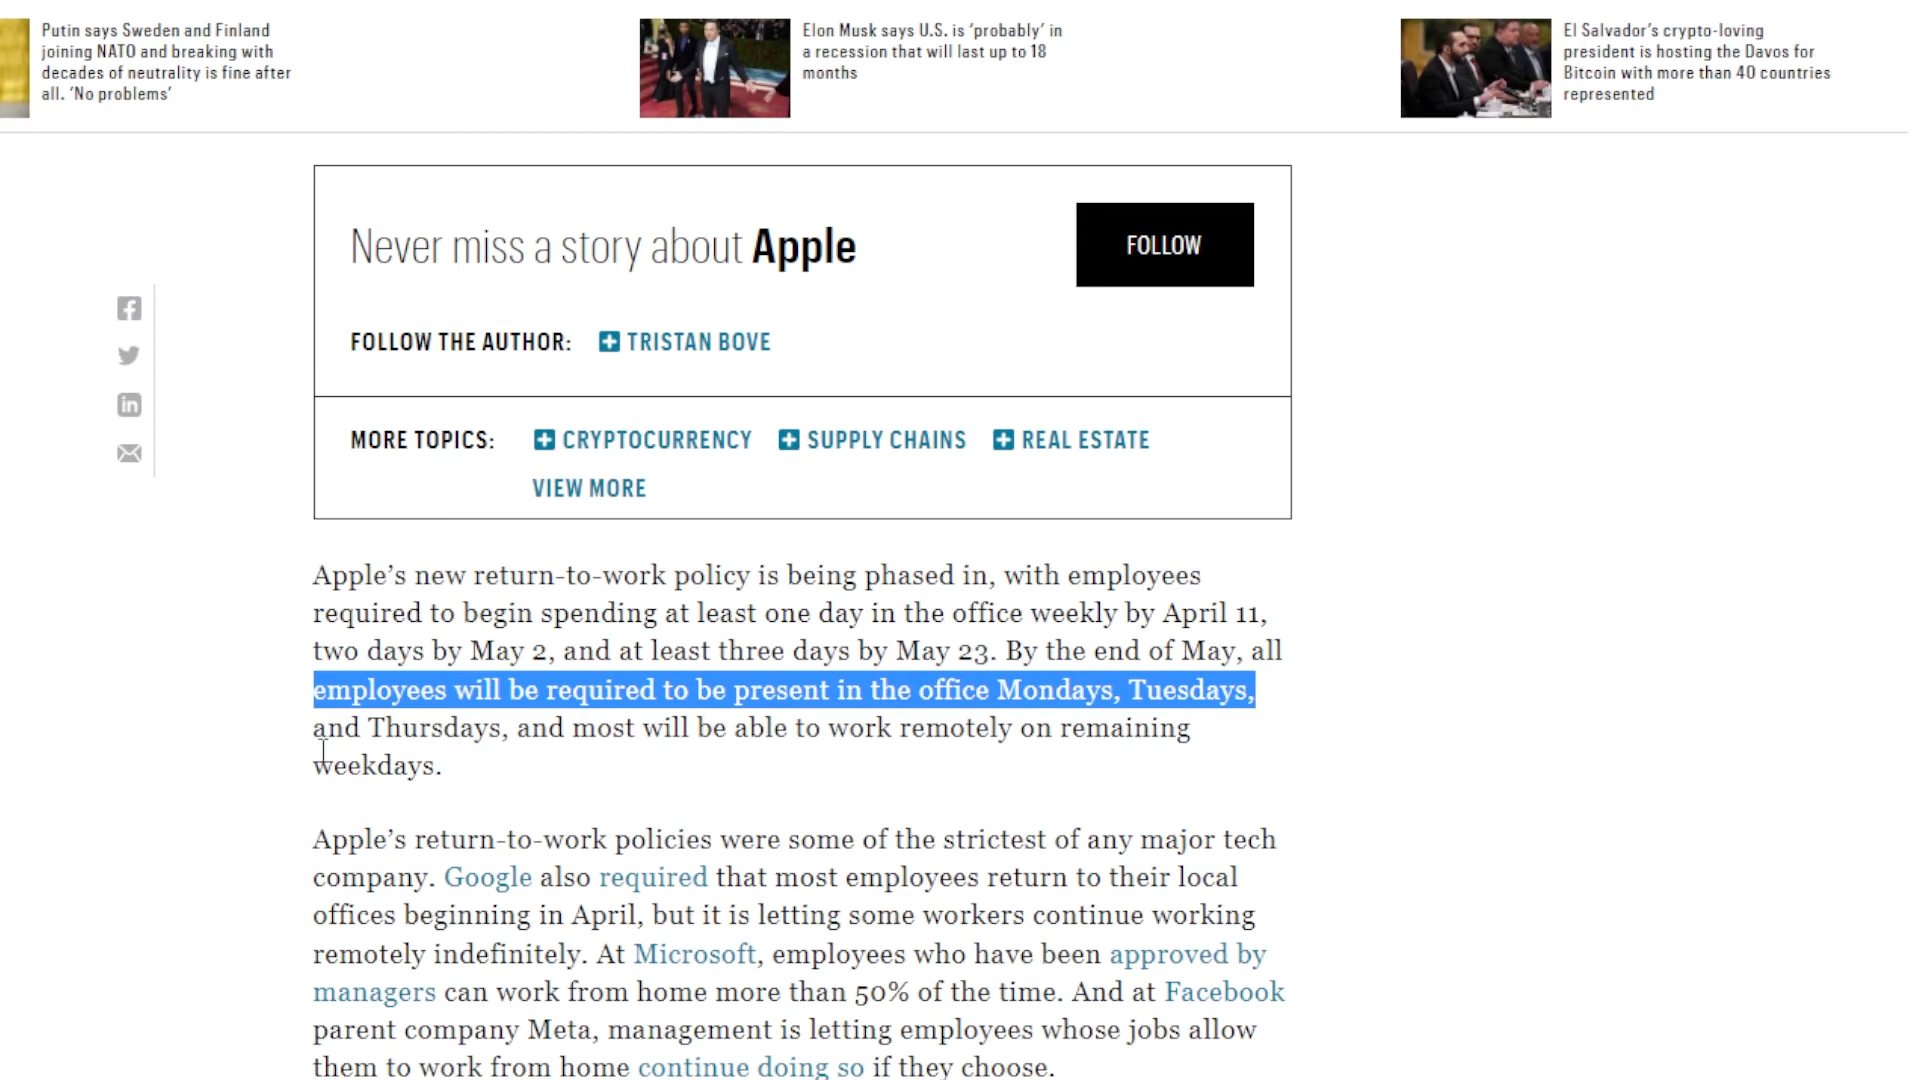 Putin says Sweden and Finland
joining NATO and breaking with
decades of neutrality is fine after
all. ‘No problems’
Elon Musk says U.S. is ‘probably’ in
a recession that will last up to 18
months
El Salvador’s crypto-loving
president is hosting the Davos for
Bitcoin with more than 40 countries
represented
Never miss a story about Apple
FOLLOW
FOLLOW THE AUTHOR: TRISTAN BOVE
MORE TOPICS: CRYPTOCURRENCY SUPPLY CHAINS REAL ESTATE
VIEW MORE
Apple’s new return-to-work policy is being phased in, with employees
required to begin spending at least one day in the office weekly by April 11,
two days by May 2, and at least three days by May 23. By the end of May, all
employees will be required to be present in the office Mondays, Tuesdays,
and Thursdays, and most will be able to work remotely on remaining
weekdays.
Apple’s return-to-work policies were some of the strictest of any major tech
company. Google also required that most employees return to their local
offices beginning in April, but it is letting some workers continue working
remotely indefinitely. At Microsoft, employees who have been approved by
managers can work from home more than 50% of the time. And at Facebook
parent company Meta, management is letting employees whose jobs allow
them to work from home continue doing so if they choose.